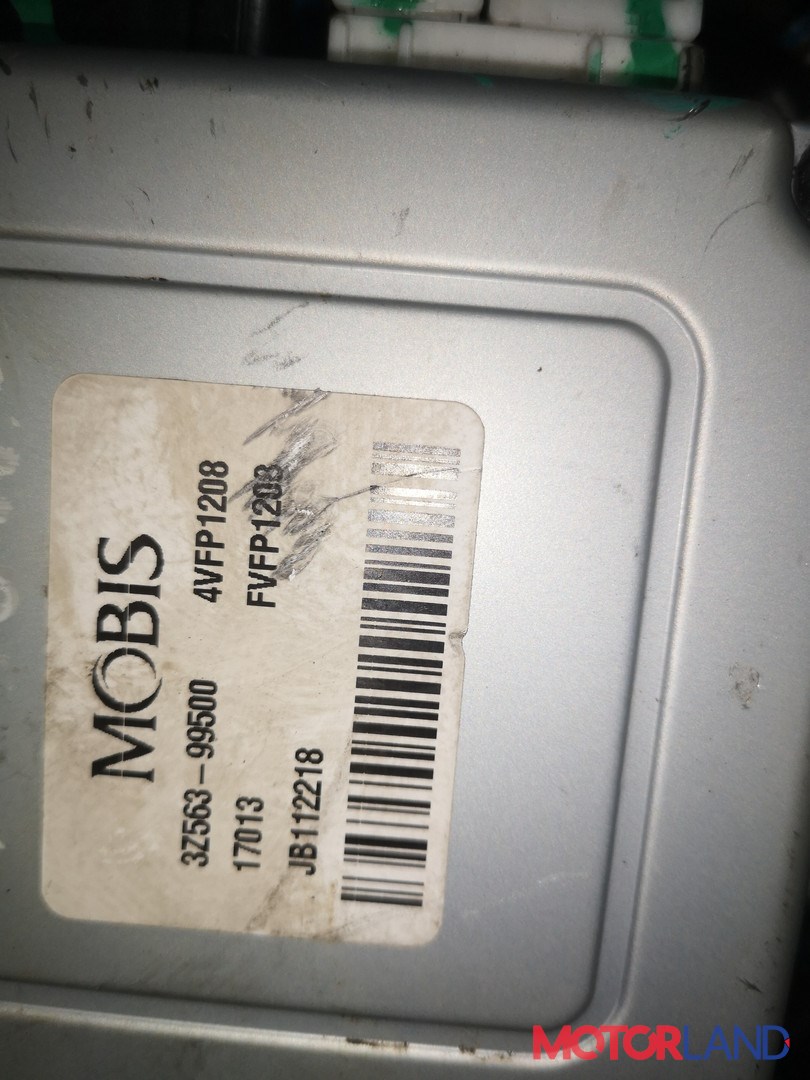 MOBIS
3Z563-99500 4VFP1208
17013 FVFP1208
JB112218
MOTORLAND